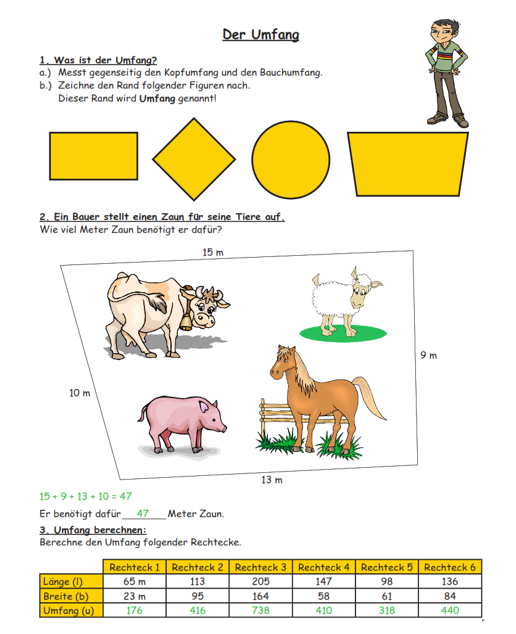 Der Umfang
1. Was ist der Umfang?
a.) Messt gegenseitig den Kopfumfang und den Bauchumfang.
b.) Zeichne den Rand folgender Figuren nach.
Dieser Rand wird Umfang genannt!
2. Ein Bauer stellt einen Zaun für seine Tiere auf.
Wie viel Meter Zaun benötigt er dafür?
15 m
9 m
10 m
13 m
15 + 9 + 13 + 10 = 47
Er benötigt dafür 47 Meter Zaun.
3. Umfang berechnen:
Berechne den Umfang folgender Rechtecke.
Rechteck 1 Rechteck 2 Rechteck 3 Rechteck 4 Rechteck 5 Rechteck 6
Länge (l) 65 m 113 205 147 98 136
Breite (b) 23 m 95 164 58 61 84
Umfang (u) 176 416 738 410 318 440